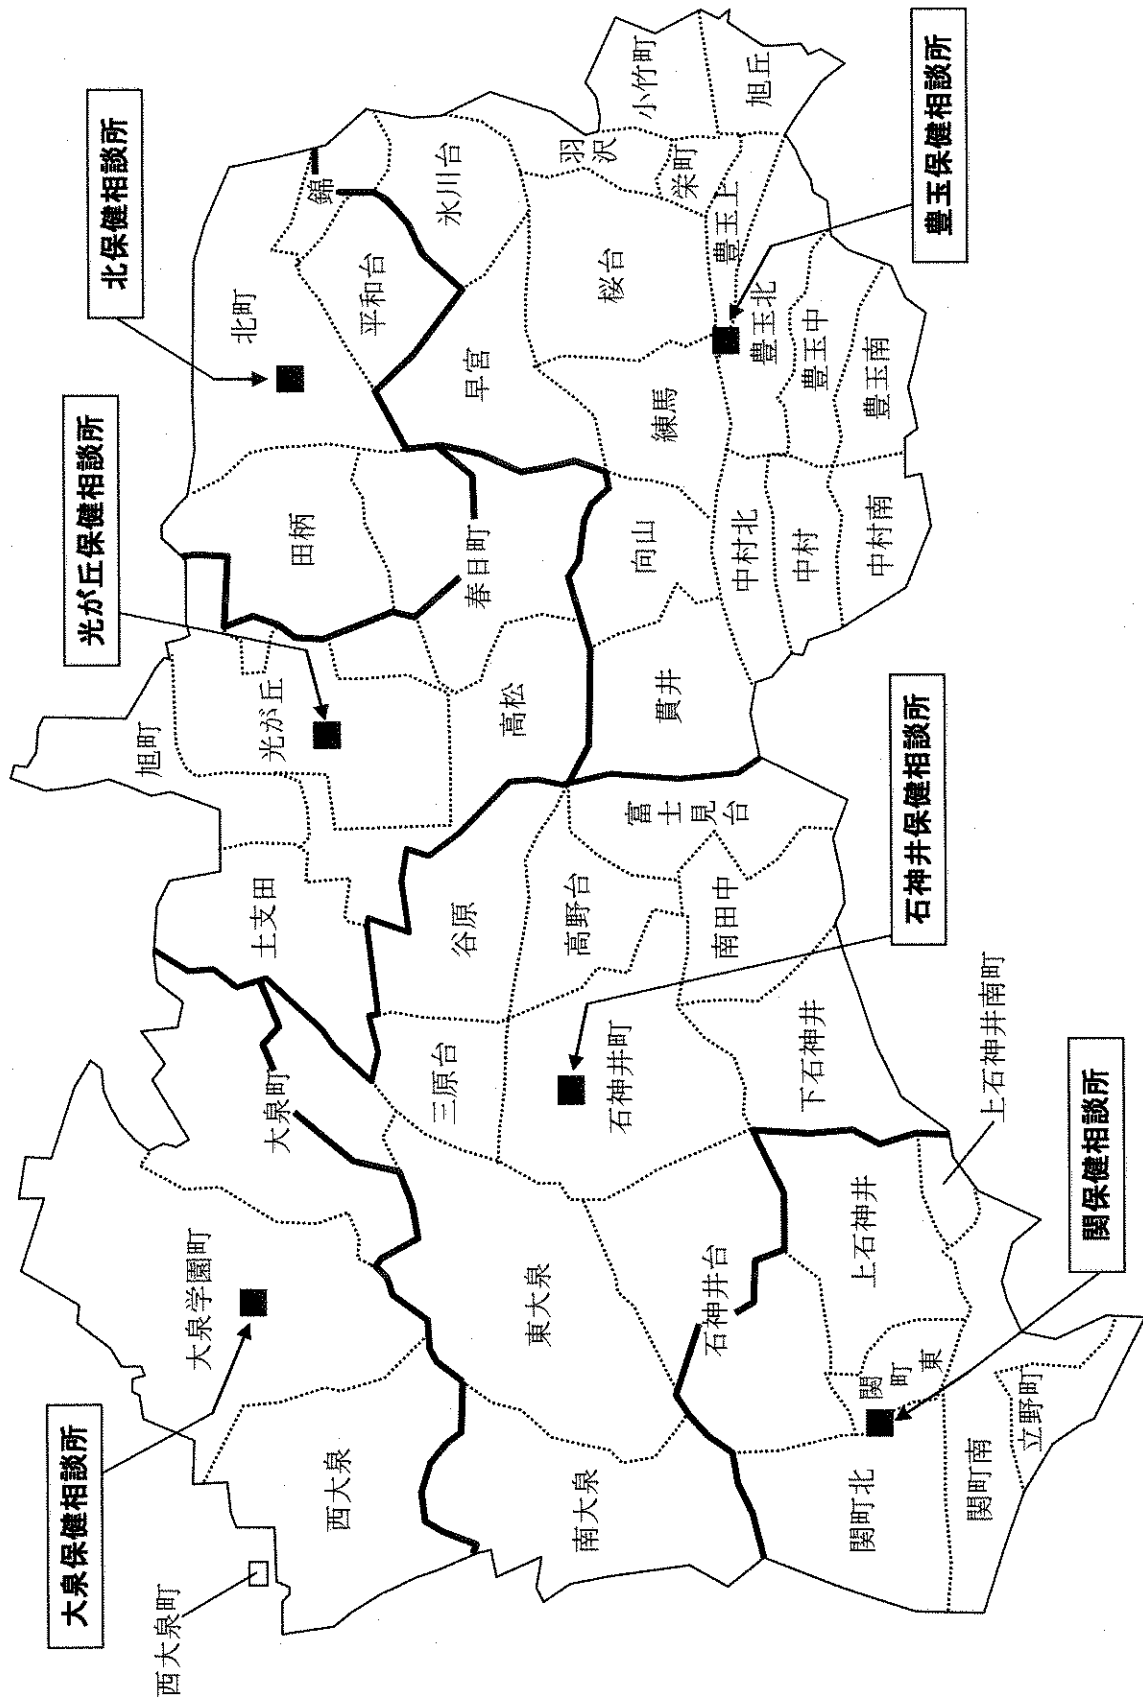 大泉保健相談所
光が丘保健相談所
北保健相談所
西大泉町
西大泉
大泉学園町
大泉町
土支田
旭町
光が丘
田柄
北町
錦
平和台
氷川台
春日町
早宮
高松
谷原
三原台
東大泉
南大泉
石神井台
石神井町
高野台
富士見台
南田中
下石神井
貫井
向山
練馬
桜台
羽沢
小竹町
旭丘
栄町
豊玉上
豊玉北
豊玉中
豊玉南
中村北
中村
中村南
上石神井
上石神井南町
関町東
関町北
関町南
立野町
関保健相談所
石神井保健相談所
豊玉保健相談所